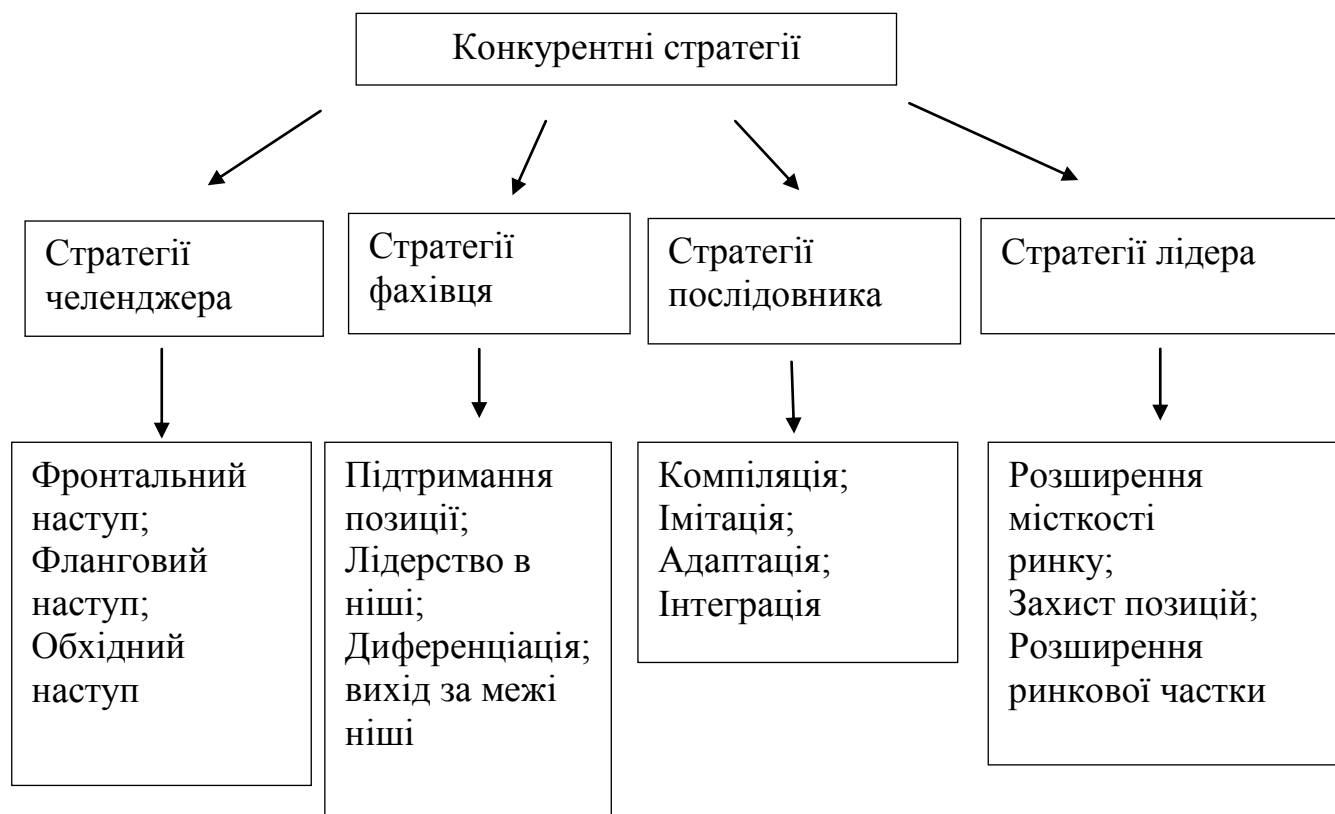 Конкурентні стратегії
Стратегії
челенджера
Стратегії
фахівця
Стратегії
послідовника
Стратегії лідера
Фронтальний
наступ;
Фланговий
наступ;
Обхідний
наступ
Підтримання
позиції;
Лідерство в
ніші;
Диференціація;
вихід за межі
ніші
Компіляція;
Імітація;
Адаптація;
Інтеграція
Розширення
місткості
ринку;
Захист позицій;
Розширення
ринкової частки